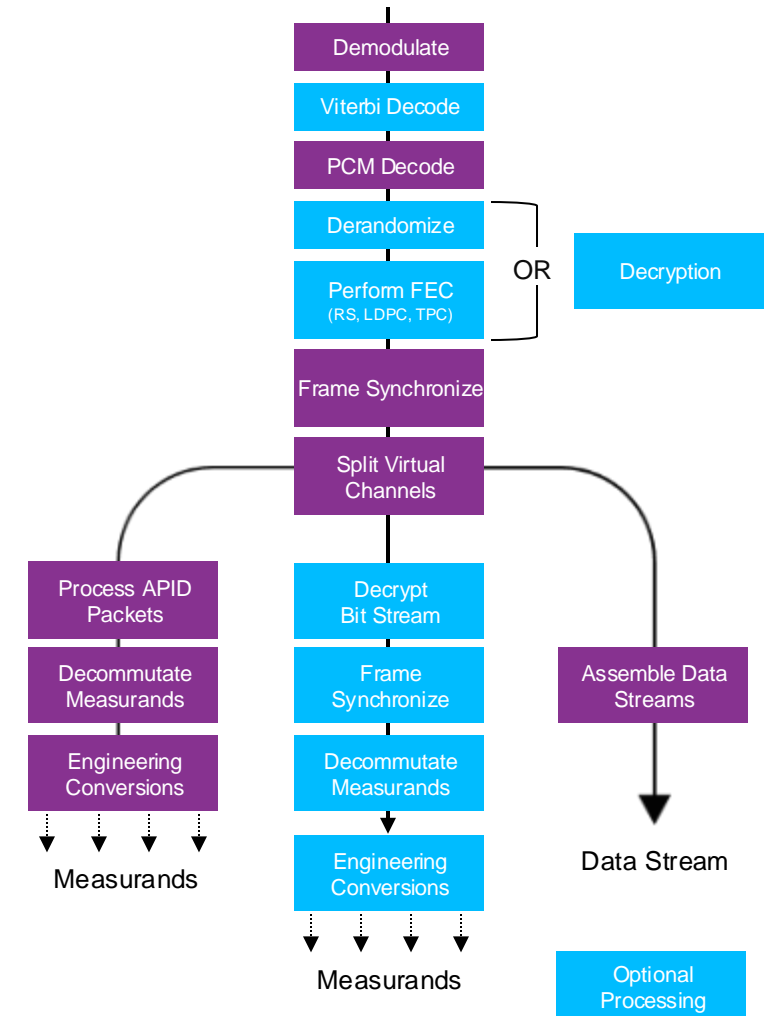 Demodulate
Viterbi Decode
PCM Decode
Derandomize
Perform FEC
(RS, LDPC, TPC)
OR
Decryption
Frame Synchronize
Split Virtual
Channels
Process APID
Packets
Decommutate
Measurands
Engineering
Conversions
Measurands
Decrypt
Bit Stream
Frame
Synchronize
Decommutate
Measurands
Engineering
Conversions
Measurands
Assemble Data
Streams
Data Stream
Optional
Processing